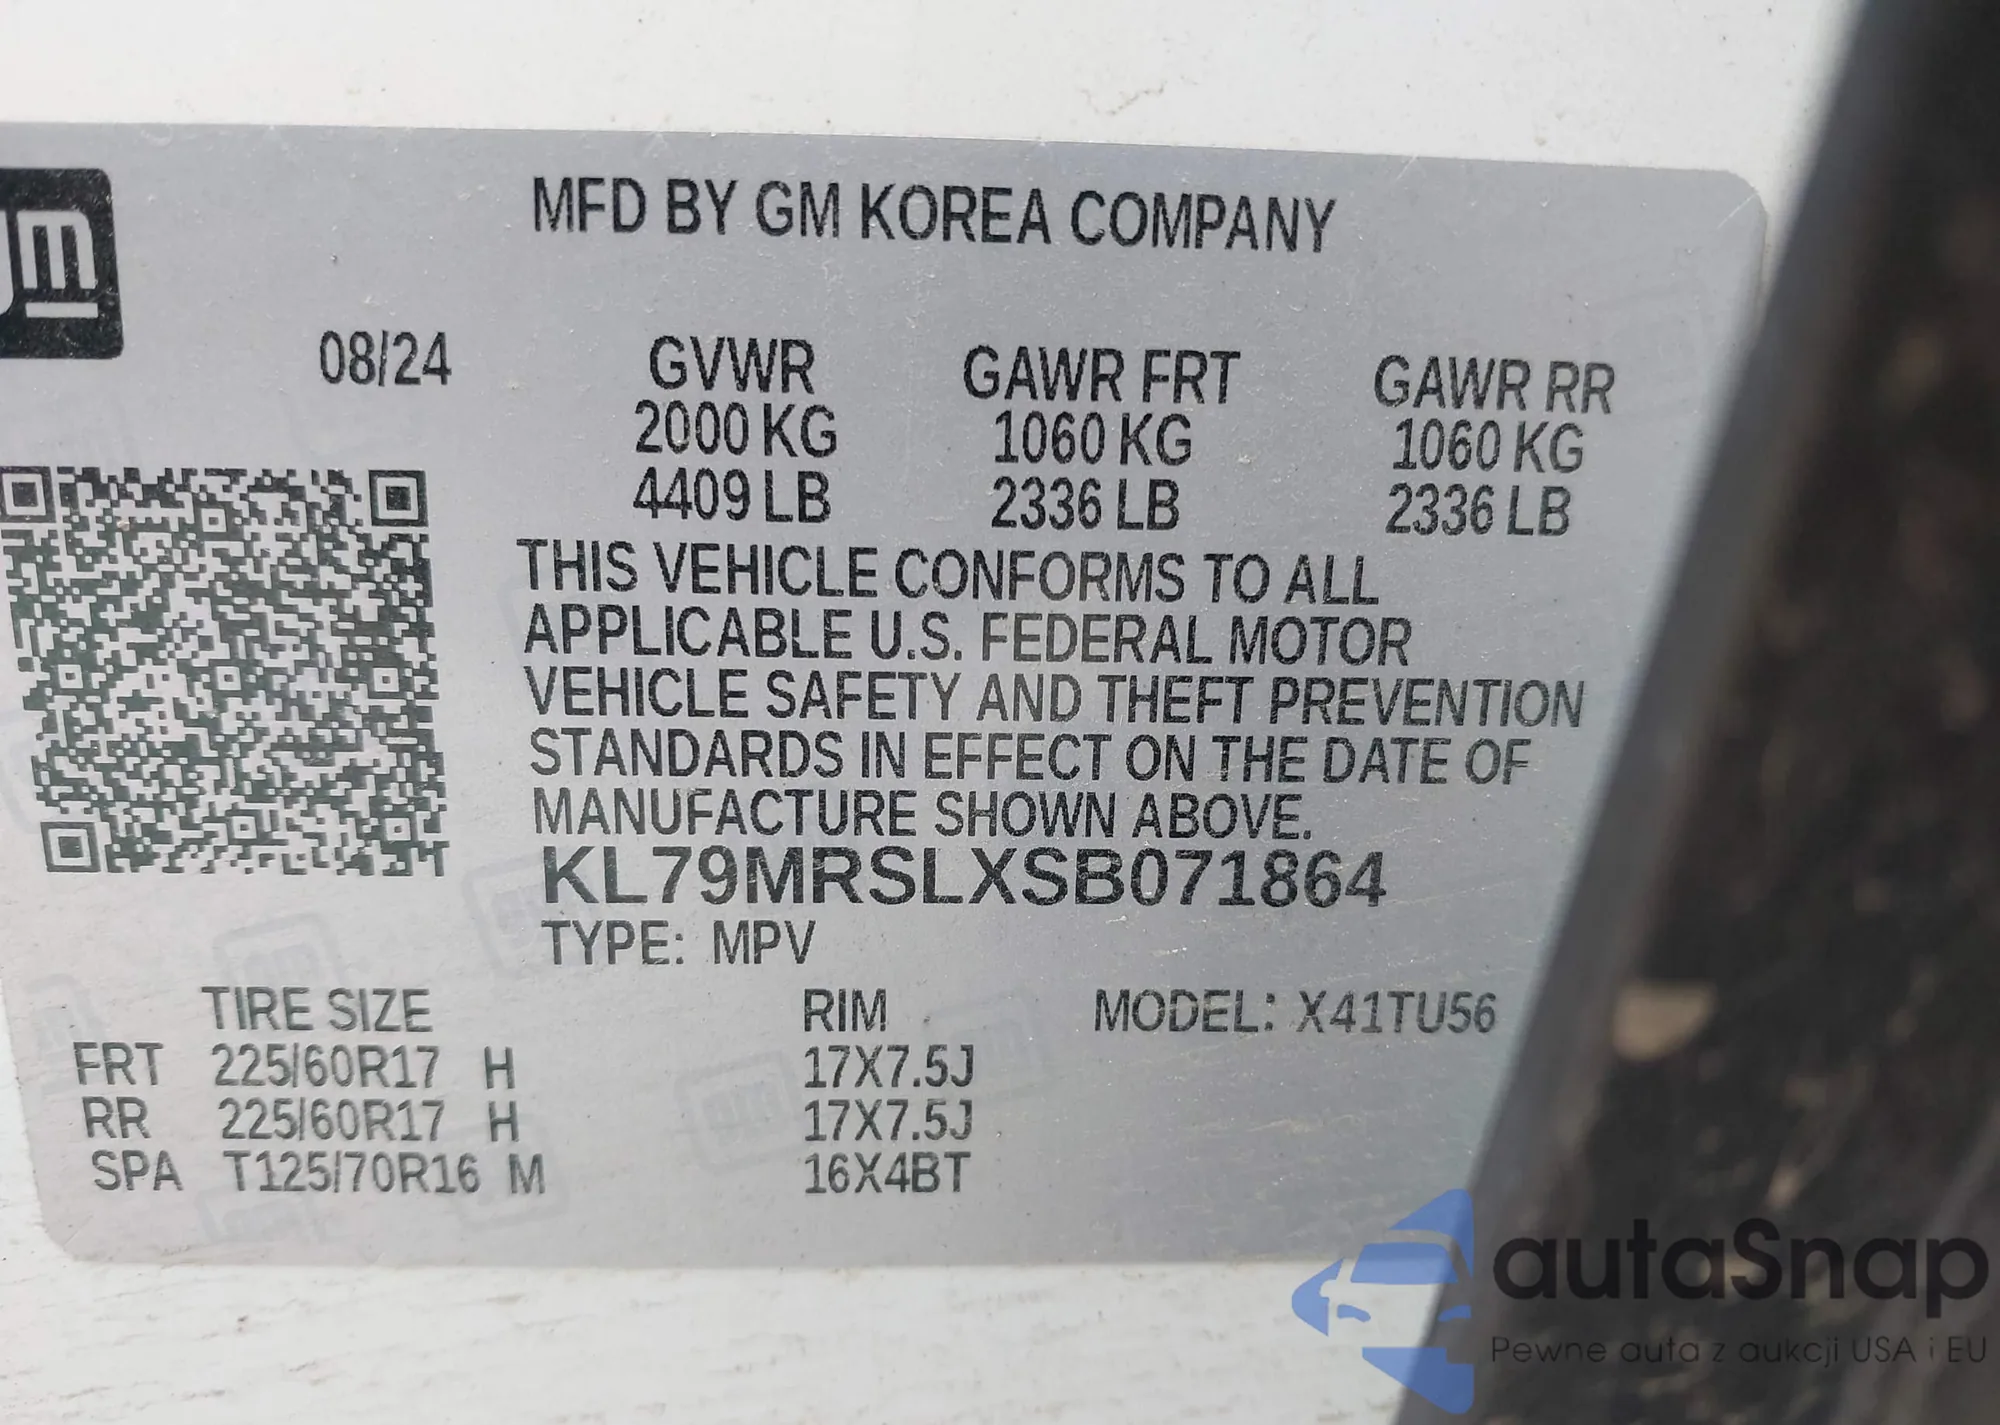 gm
MFD BY GM KOREA COMPANY
08/24 GVWR GAWR FRT GAWR RR
2000 KG 1060 KG 1060 KG
4409 LB 2336 LB 2336 LB
THIS VEHICLE CONFORMS TO ALL
APPLICABLE U.S. FEDERAL MOTOR
VEHICLE SAFETY AND THEFT PREVENTION
STANDARDS IN EFFECT ON THE DATE OF
MANUFACTURE SHOWN ABOVE.
KL79MRSLXSB071864
TYPE: MPV
TIRE SIZE RIM MODEL: X41TU56
FRT 225/60R17 H 17X7.5J
RR 225/60R17 H 17X7.5J
SPA T125/70R16 M 16X4BT
autaSnap
Pewne auta z aukcji USA i EU